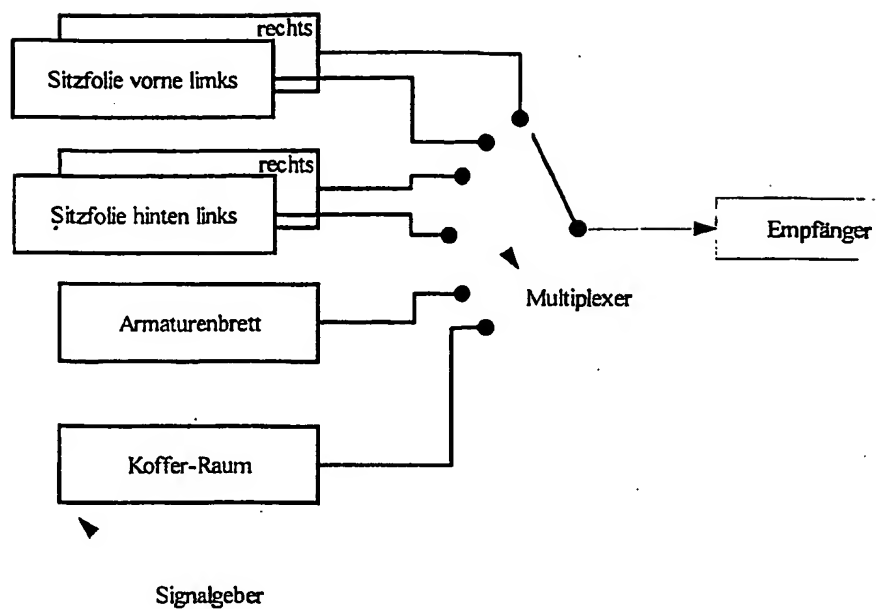 rechts
Sitzfolie vorne limks
rechts
Sitzfolie hinten links
Empfänger
Multiplexer
Armaturenbrett
Koffer-Raum
Signalgeber